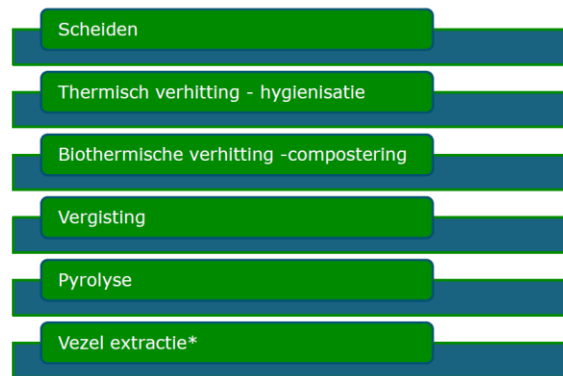 Scheiden
Thermisch verhitting - hygienisatie
Biothermische verhitting -compostering
Vergisting
Pyrolyse
Vezel extractie*